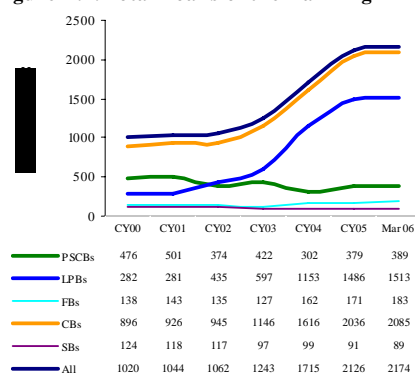 2500
2000
1500
1000
500
0
CY00 CY01 CY02 CY03 CY04 CY05 Mar 06
PSCBs 476 501 374 422 302 379 389
LPBs 282 281 435 597 1153 1486 1513
FBs 138 143 135 127 162 171 183
CBs 896 926 945 1146 1616 2036 2085
SBs 124 118 117 97 99 91 89
All 1020 1044 1062 1243 1715 2126 2174